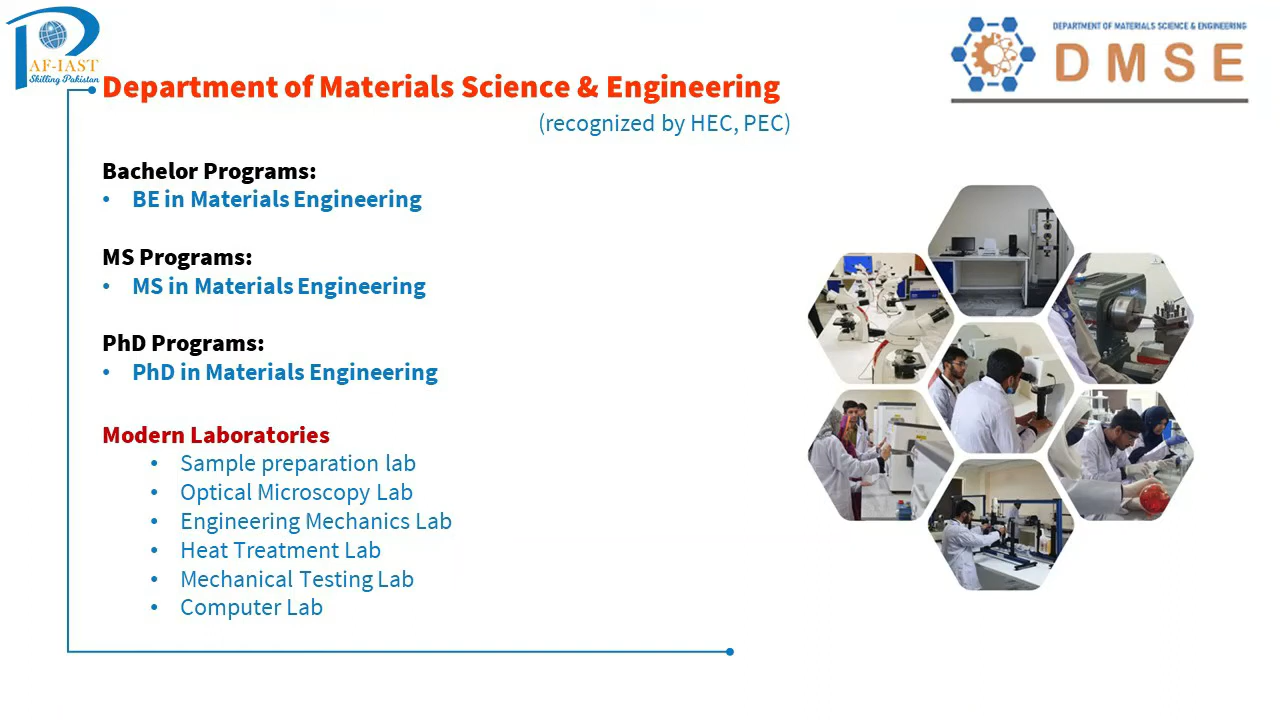 AF-IAST
Skilling Pakistan
DEPARTMENT OF MATERIALS SCIENCE & ENGINEERING
DMSE
Department of Materials Science & Engineering
(recognized by HEC, PEC)
Bachelor Programs:
• BE in Materials Engineering
MS Programs:
• MS in Materials Engineering
PhD Programs:
• PhD in Materials Engineering
Modern Laboratories
• Sample preparation lab
• Optical Microscopy Lab
• Engineering Mechanics Lab
• Heat Treatment Lab
• Mechanical Testing Lab
• Computer Lab